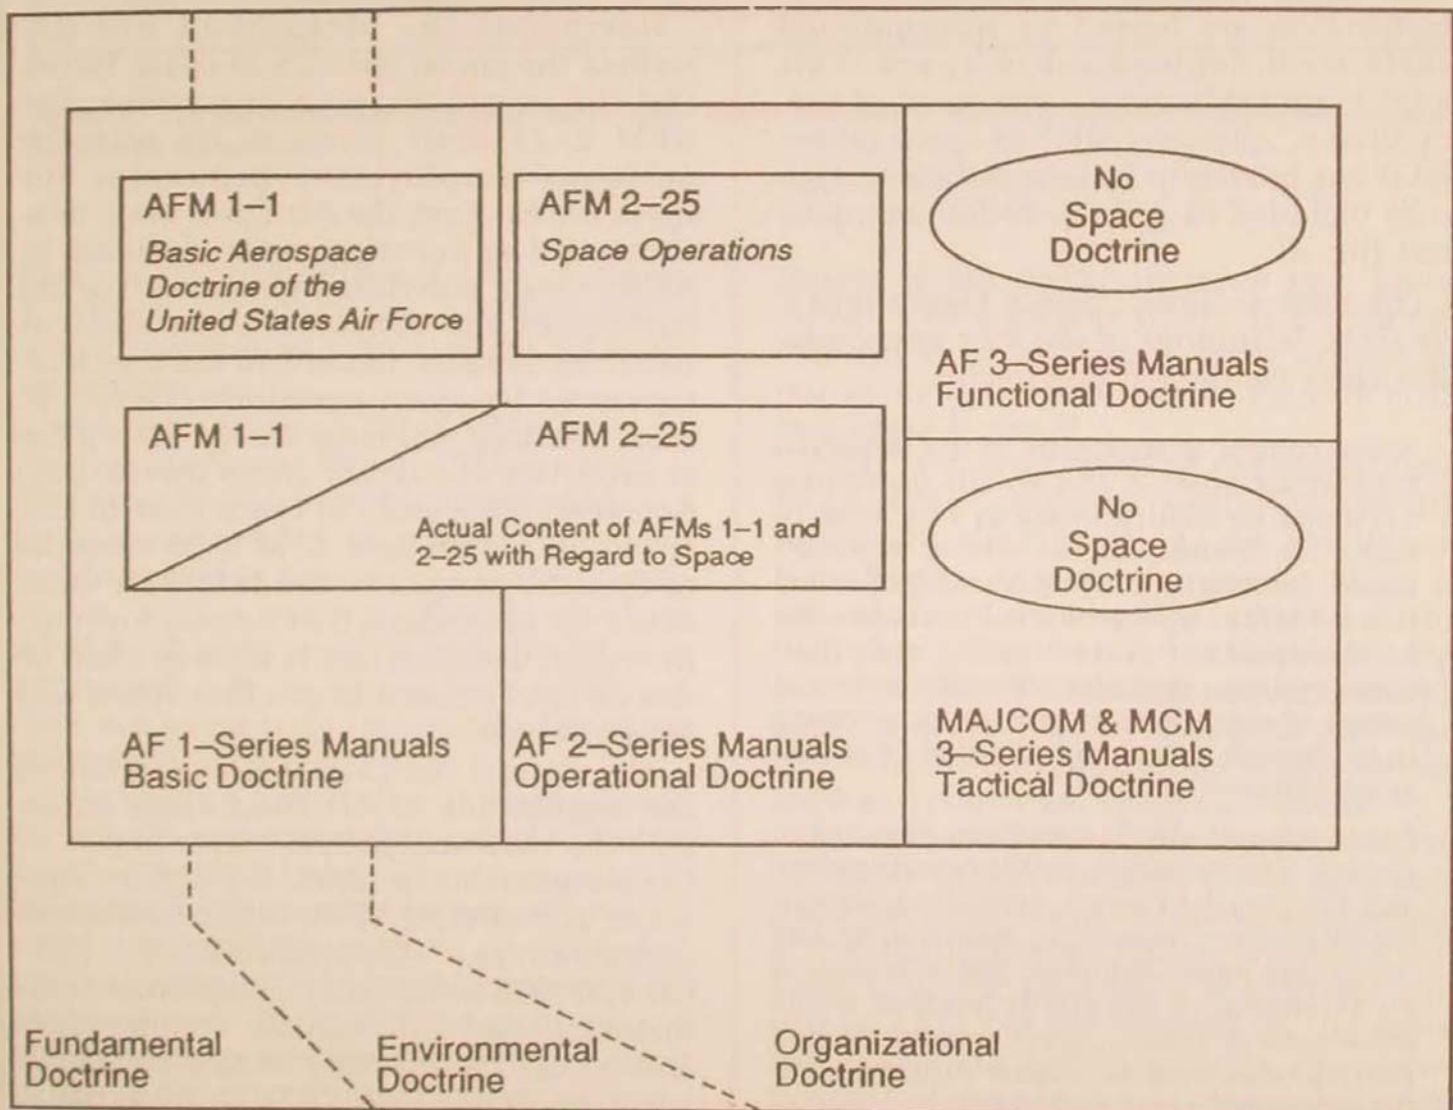 AFM 1–1
Basic Aerospace
Doctrine of the
United States Air Force
AFM 2–25
Space Operations
No
Space
Doctrine
AF 3–Series Manuals
Functional Doctrine
AFM 1–1
AFM 2–25
Actual Content of AFMs 1–1 and
2–25 with Regard to Space
No
Space
Doctrine
AF 1–Series Manuals
Basic Doctrine
AF 2–Series Manuals
Operational Doctrine
MAJCOM & MCM
3–Series Manuals
Tactical Doctrine
Fundamental
Doctrine
Environmental
Doctrine
Organizational
Doctrine